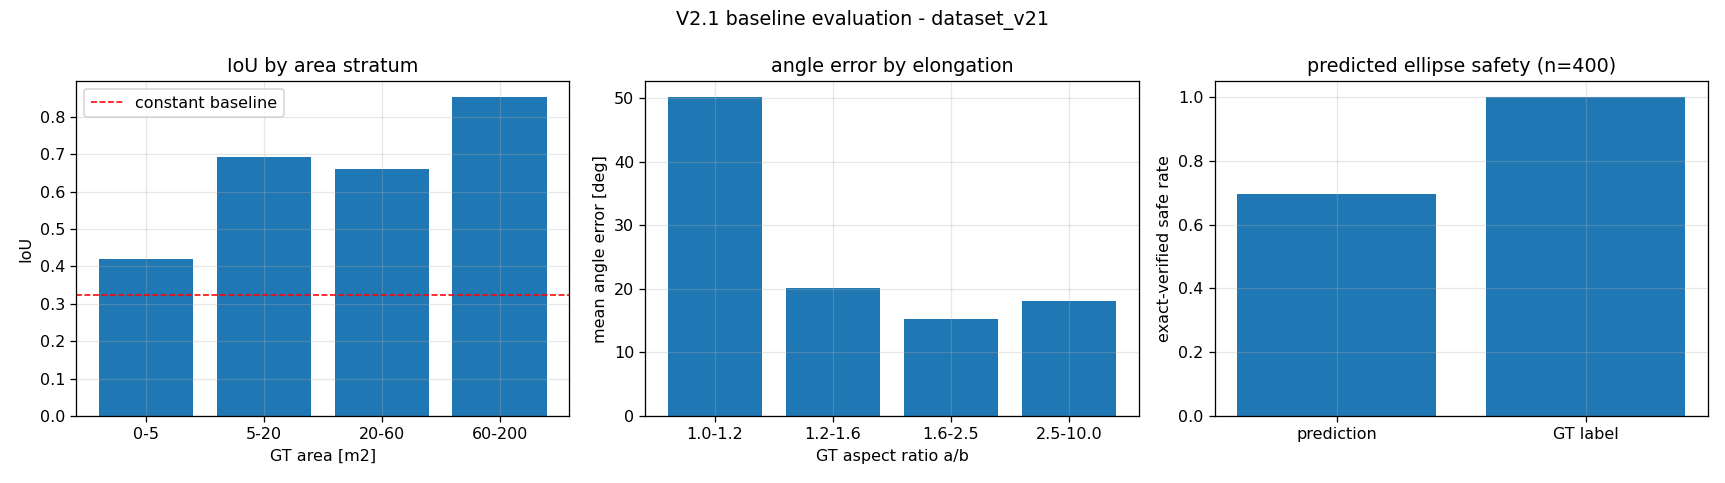 V2.1 baseline evaluation - dataset_v21
IoU by area stratum
constant baseline
IoU
0.8
0.7
0.6
0.5
0.4
0.3
0.2
0.1
0.0
0-5
5-20
20-60
60-200
GT area [m2]
angle error by elongation
mean angle error [deg]
50
40
30
20
10
0
1.0-1.2
1.2-1.6
1.6-2.5
2.5-10.0
GT aspect ratio a/b
predicted ellipse safety (n=400)
exact-verified safe rate
1.0
0.8
0.6
0.4
0.2
0.0
prediction
GT label